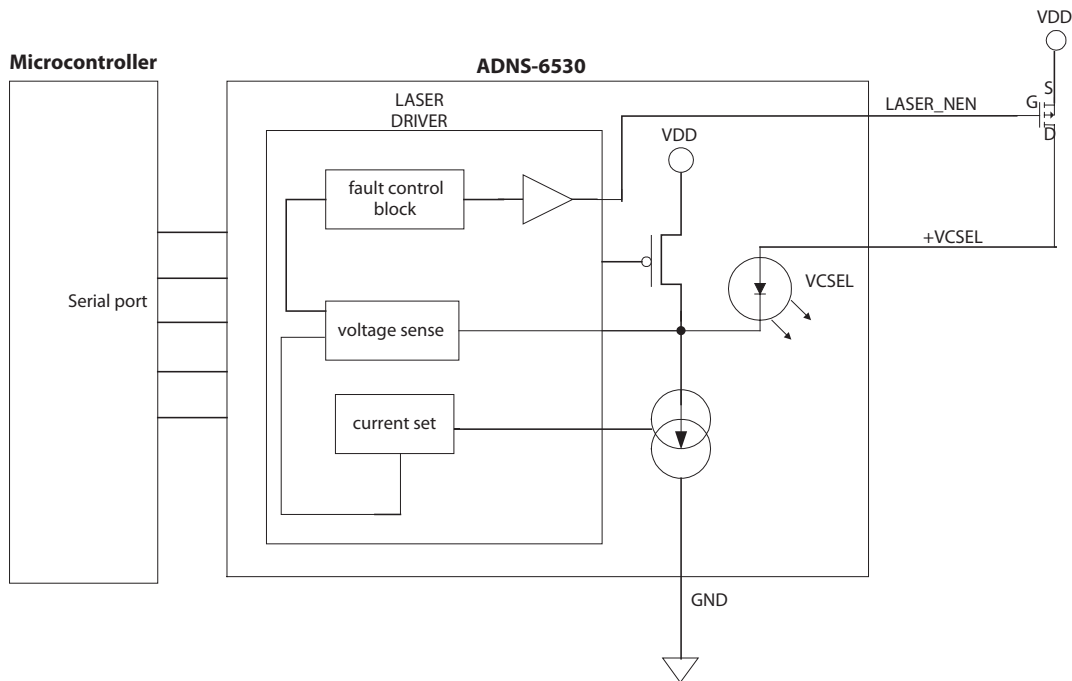 VDD
Microcontroller
ADNS-6530
LASER
DRIVER
LASER_NEN
S
G
D
VDD
fault control
block
+VCSEL
VCSEL
Serial port
voltage sense
current set
GND